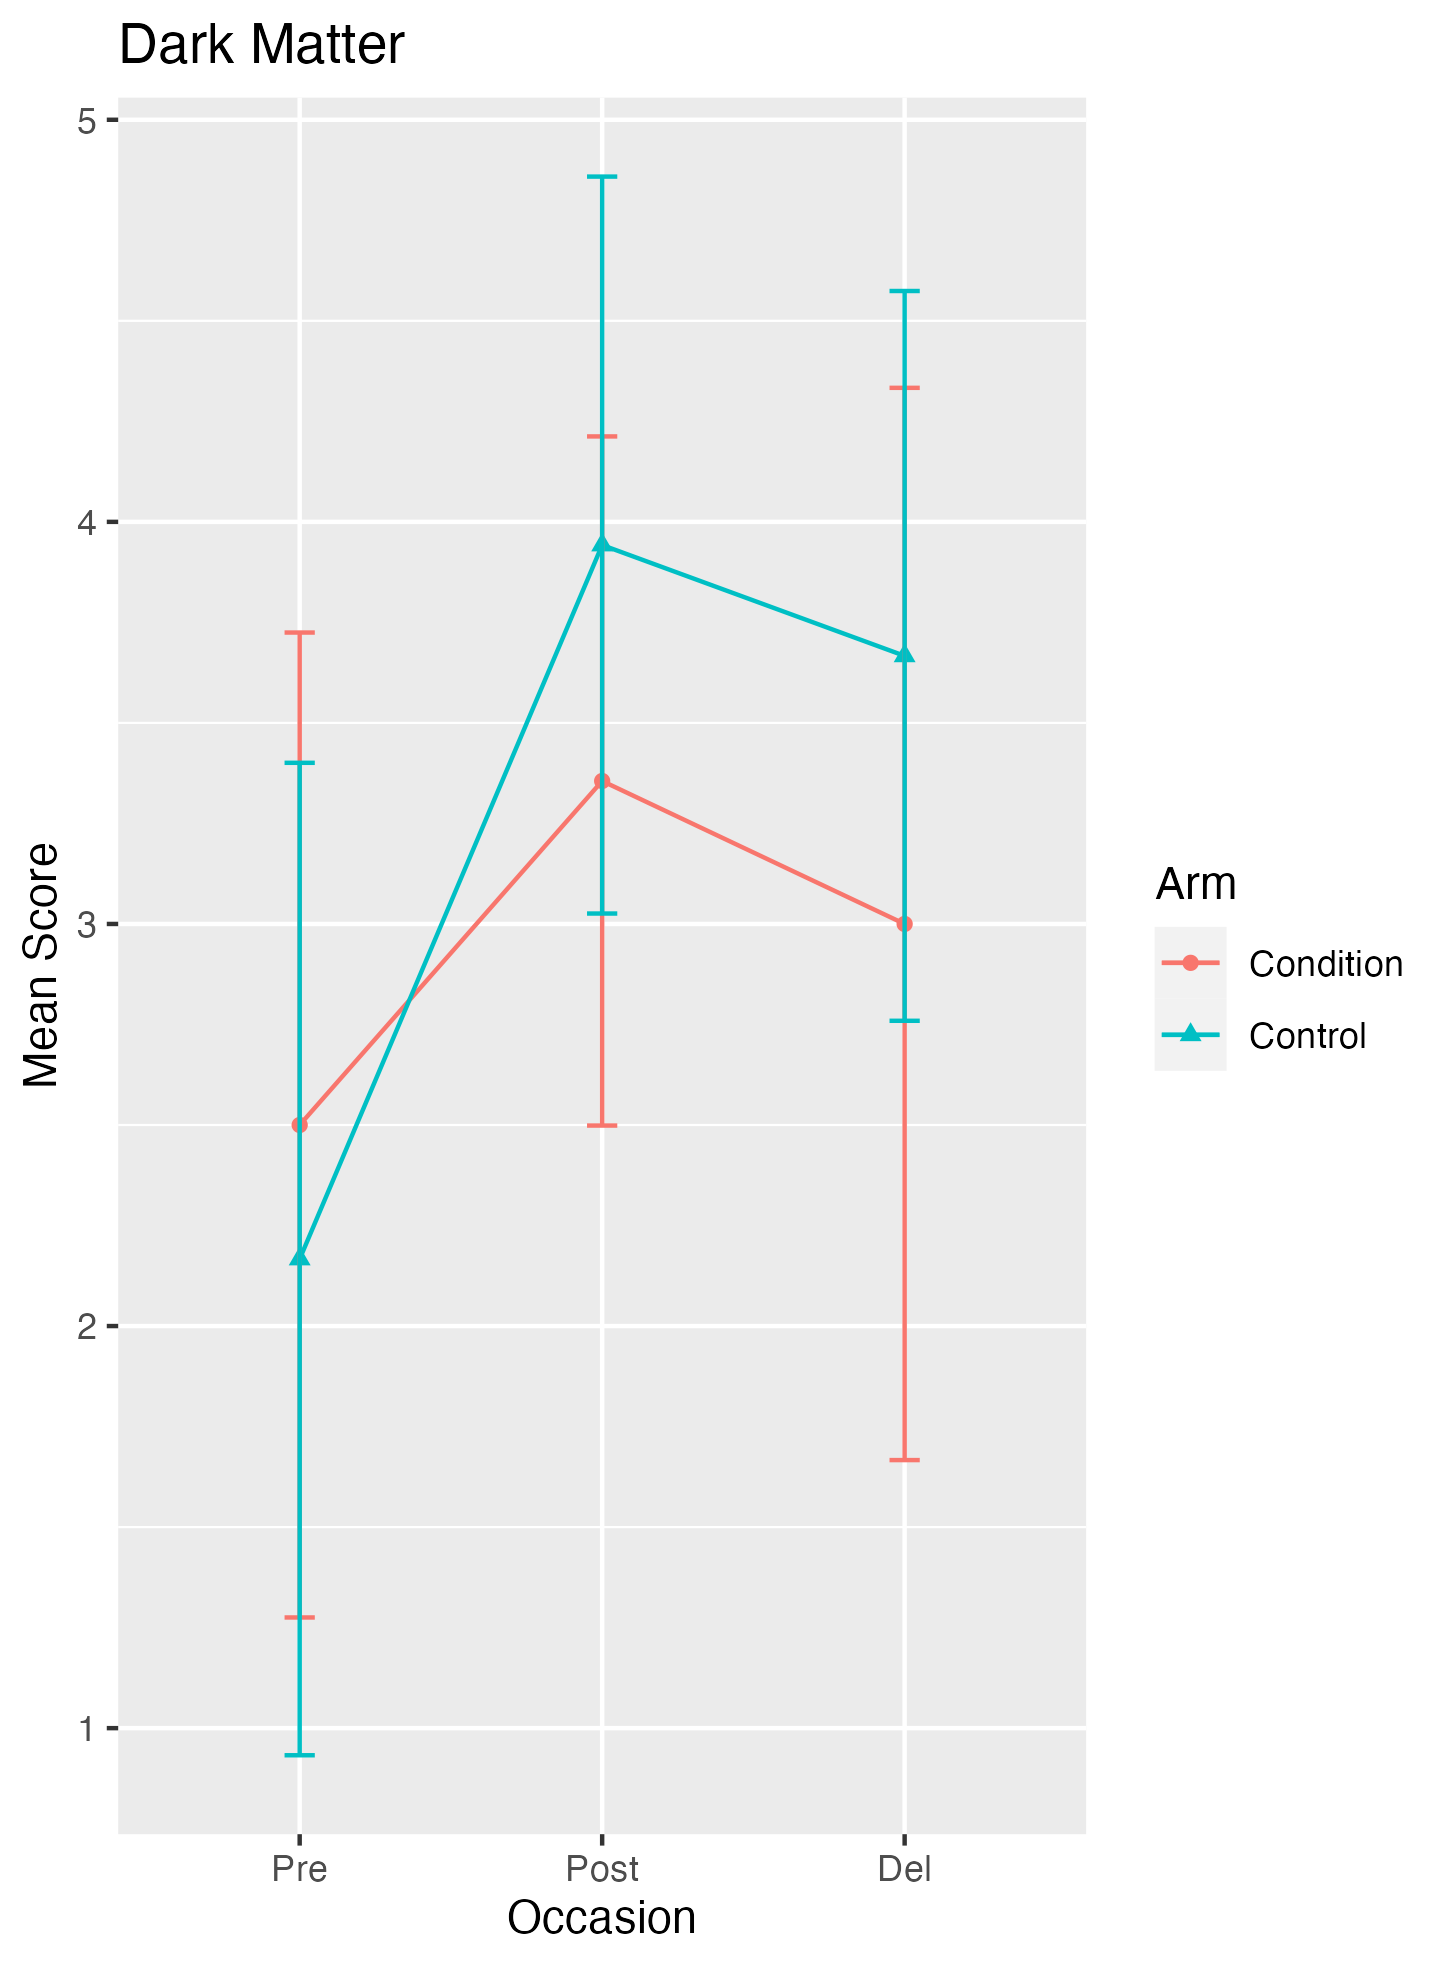 Dark Matter
5
4
3
2
1
Mean Score
Pre Post Del
Occasion
Arm
Condition
Control